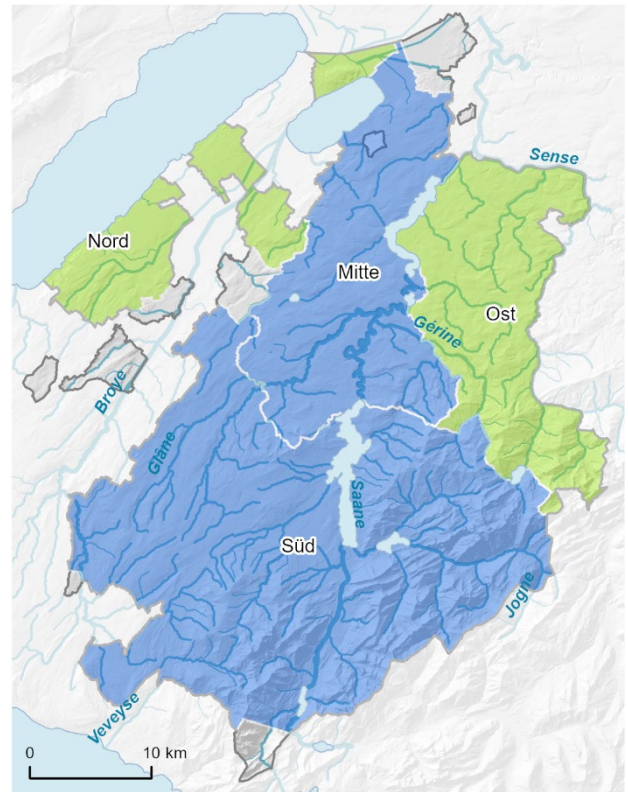 Sense
Nord
Mitte
Ost
Gérine
Broye
Glâne
Saane
Süd
Jogne
Veveyse
0 10 km